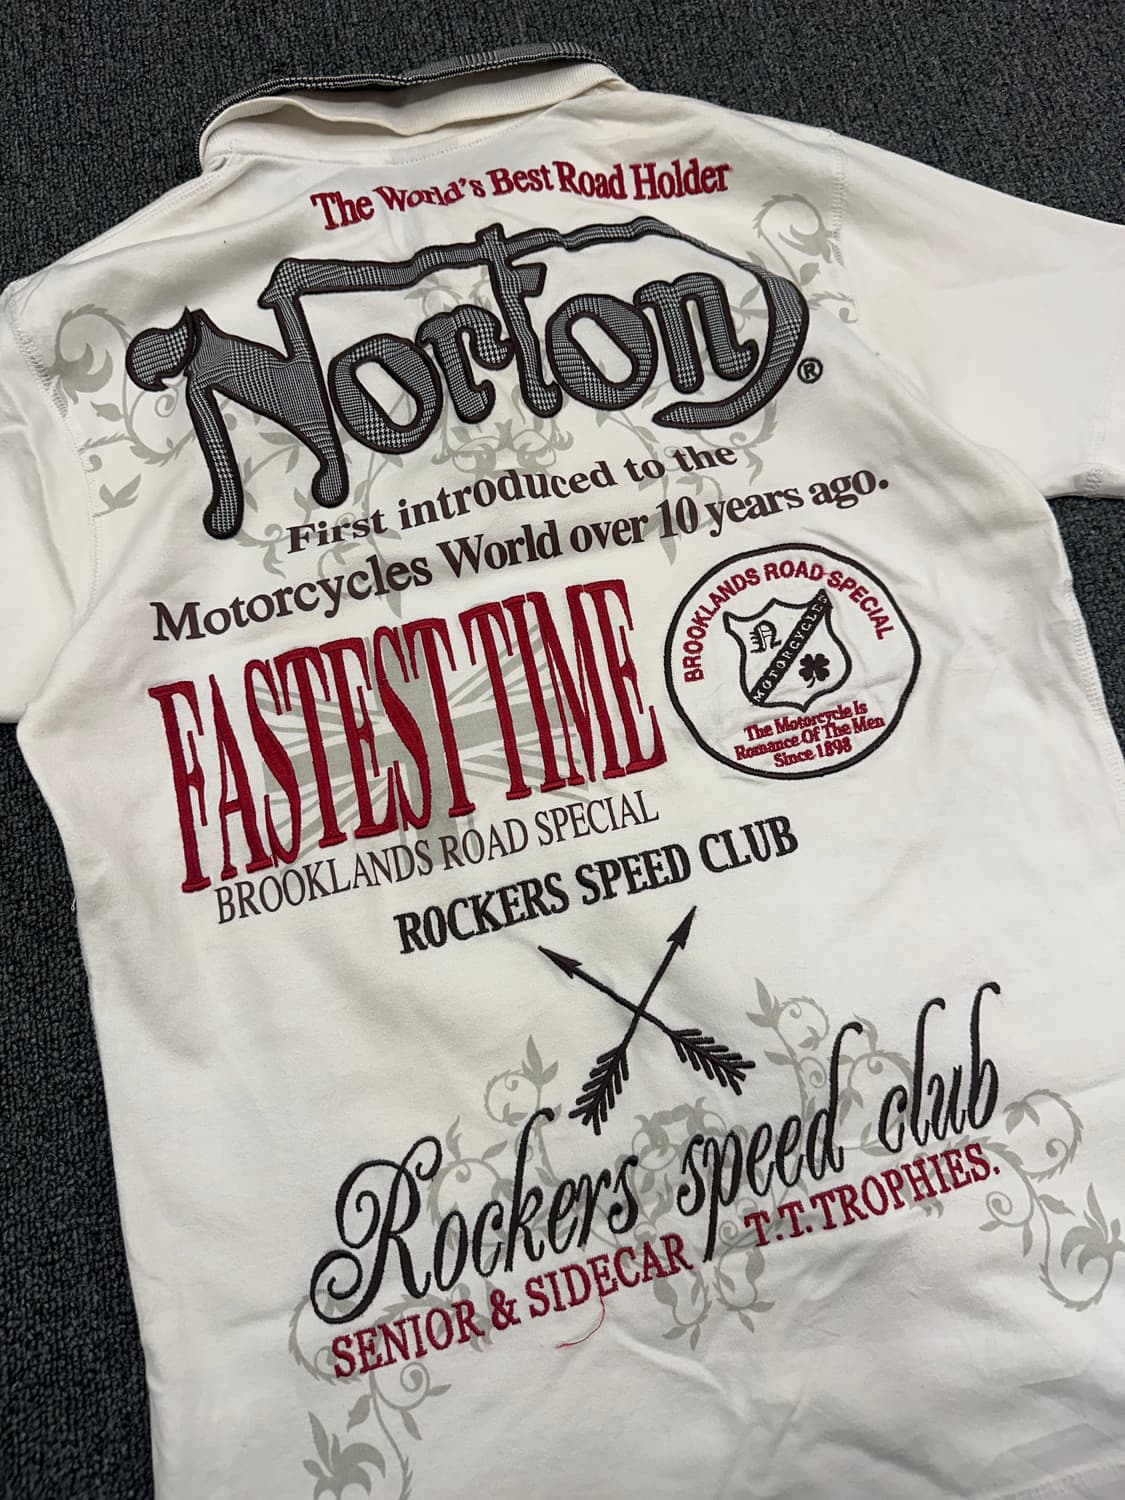 The World's Best Road Holder
Norton®
First introduced to the
Motorcycles World over 10 years ago.
FASTEST TIME
BROOKLANDS ROAD SPECIAL
BROOKLANDS ROAD SPECIAL
N
MOTORCYCLES
The Motorcycle Is
Romance Of The Men
Since 1898
ROCKERS SPEED CLUB
Rockers speed club
SENIOR & SIDECAR T.T.TROPHIES.